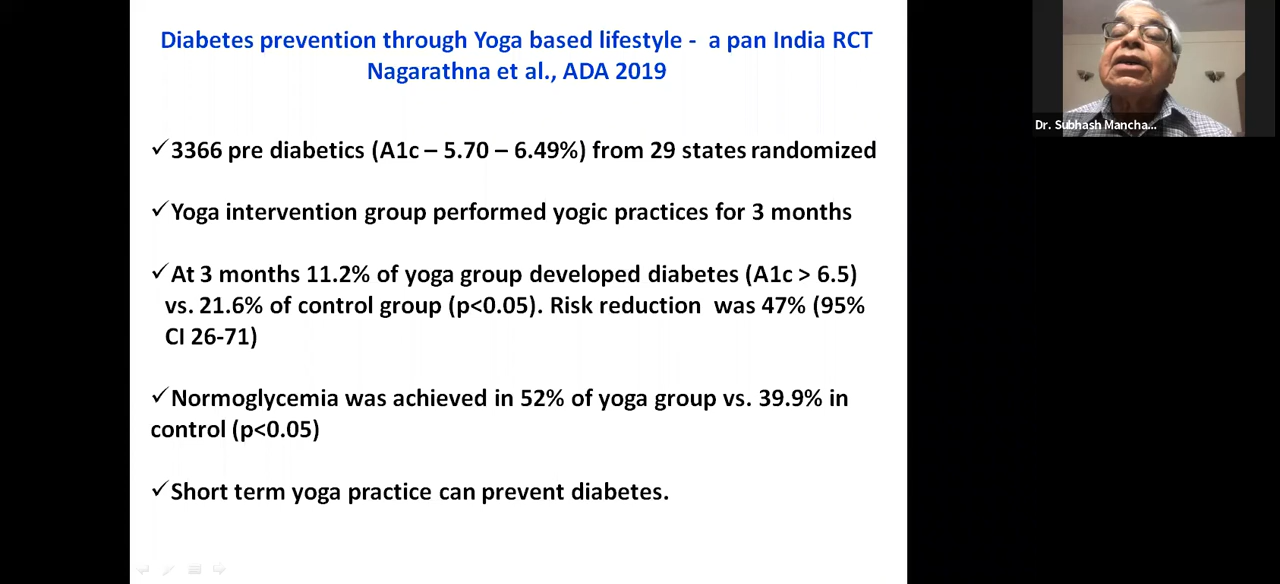 Diabetes prevention through Yoga based lifestyle - a pan India RCT
Nagarathna et al., ADA 2019
✓3366 pre diabetics (A1c – 5.70 – 6.49%) from 29 states randomized
✓Yoga intervention group performed yogic practices for 3 months
✓At 3 months 11.2% of yoga group developed diabetes (A1c > 6.5)
vs. 21.6% of control group (p<0.05). Risk reduction was 47% (95%
CI 26-71)
✓Normoglycemia was achieved in 52% of yoga group vs. 39.9% in
control (p<0.05)
✓Short term yoga practice can prevent diabetes.
Dr. Subhash Mancha...